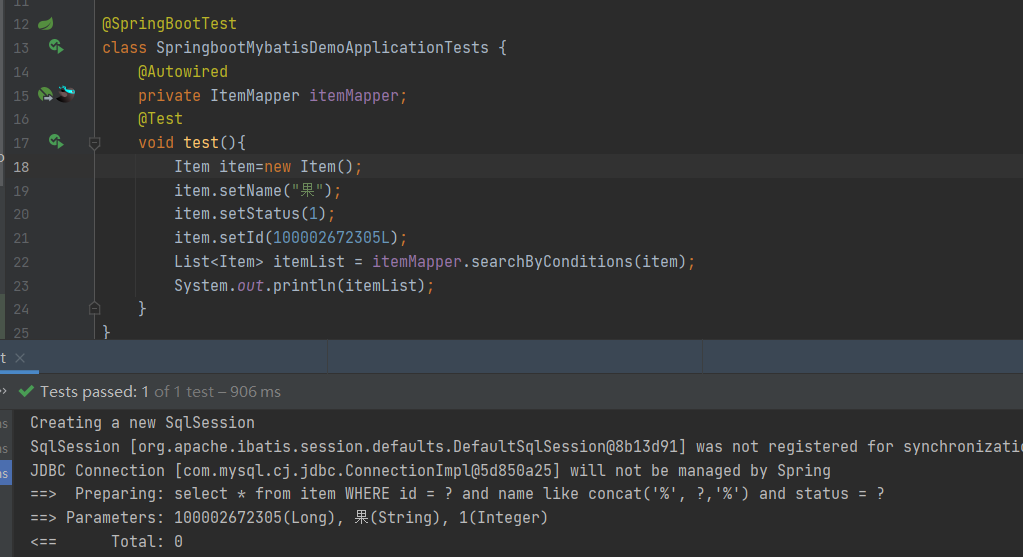 11
12 @SpringBootTest
13 class SpringbootMybatisDemoApplicationTests {
14 @Autowired
15 private ItemMapper itemMapper;
16 @Test
17 void test(){
18 Item item=new Item();
19 item.setName("果");
20 item.setStatus(1);
21 item.setId(100002672305L);
22 List<Item> itemList = itemMapper.searchByConditions(item);
23 System.out.println(itemList);
24 }
25 }
t ×
» Tests passed: 1 of 1 test – 906 ms
Creating a new SqlSession
SqlSession [org.apache.ibatis.session.defaults.DefaultSqlSession@8b13d91] was not registered for synchronizati
JDBC Connection [com.mysql.cj.jdbc.ConnectionImpl@5d850a25] will not be managed by Spring
==>  Preparing: select * from item WHERE id = ? and name like concat('%', ?,'%') and status = ?
==> Parameters: 100002672305(Long), 果(String), 1(Integer)
<==      Total: 0